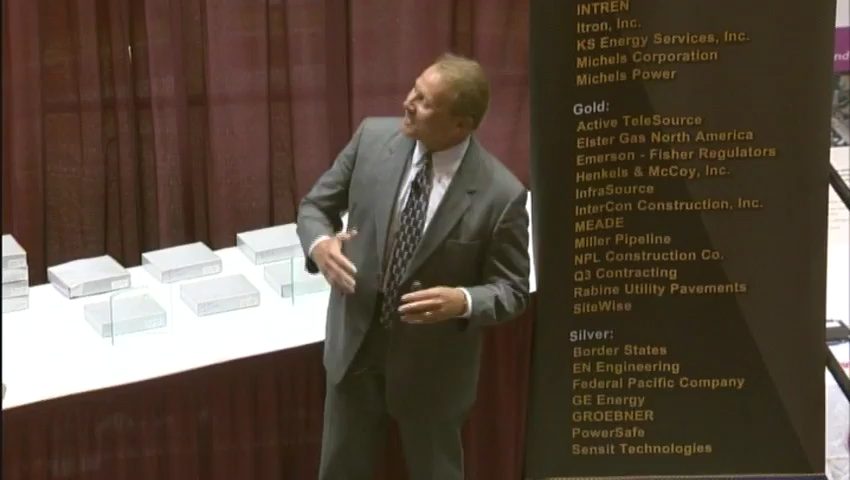 INTREN
Itron, Inc.
KS Energy Services, Inc.
Michels Corporation
Michels Power
Gold:
Active TeleSource
Elster Gas North America
Emerson - Fisher Regulators
Henkels & McCoy, Inc.
InfraSource
InterCon Construction, Inc.
MEADE
Miller Pipeline
NPL Construction Co.
Q3 Contracting
Rabine Utility Pavements
SiteWise
Silver:
Border States
EN Engineering
Federal Pacific Company
GE Energy
GROEBNER
PowerSafe
Sensit Technologies